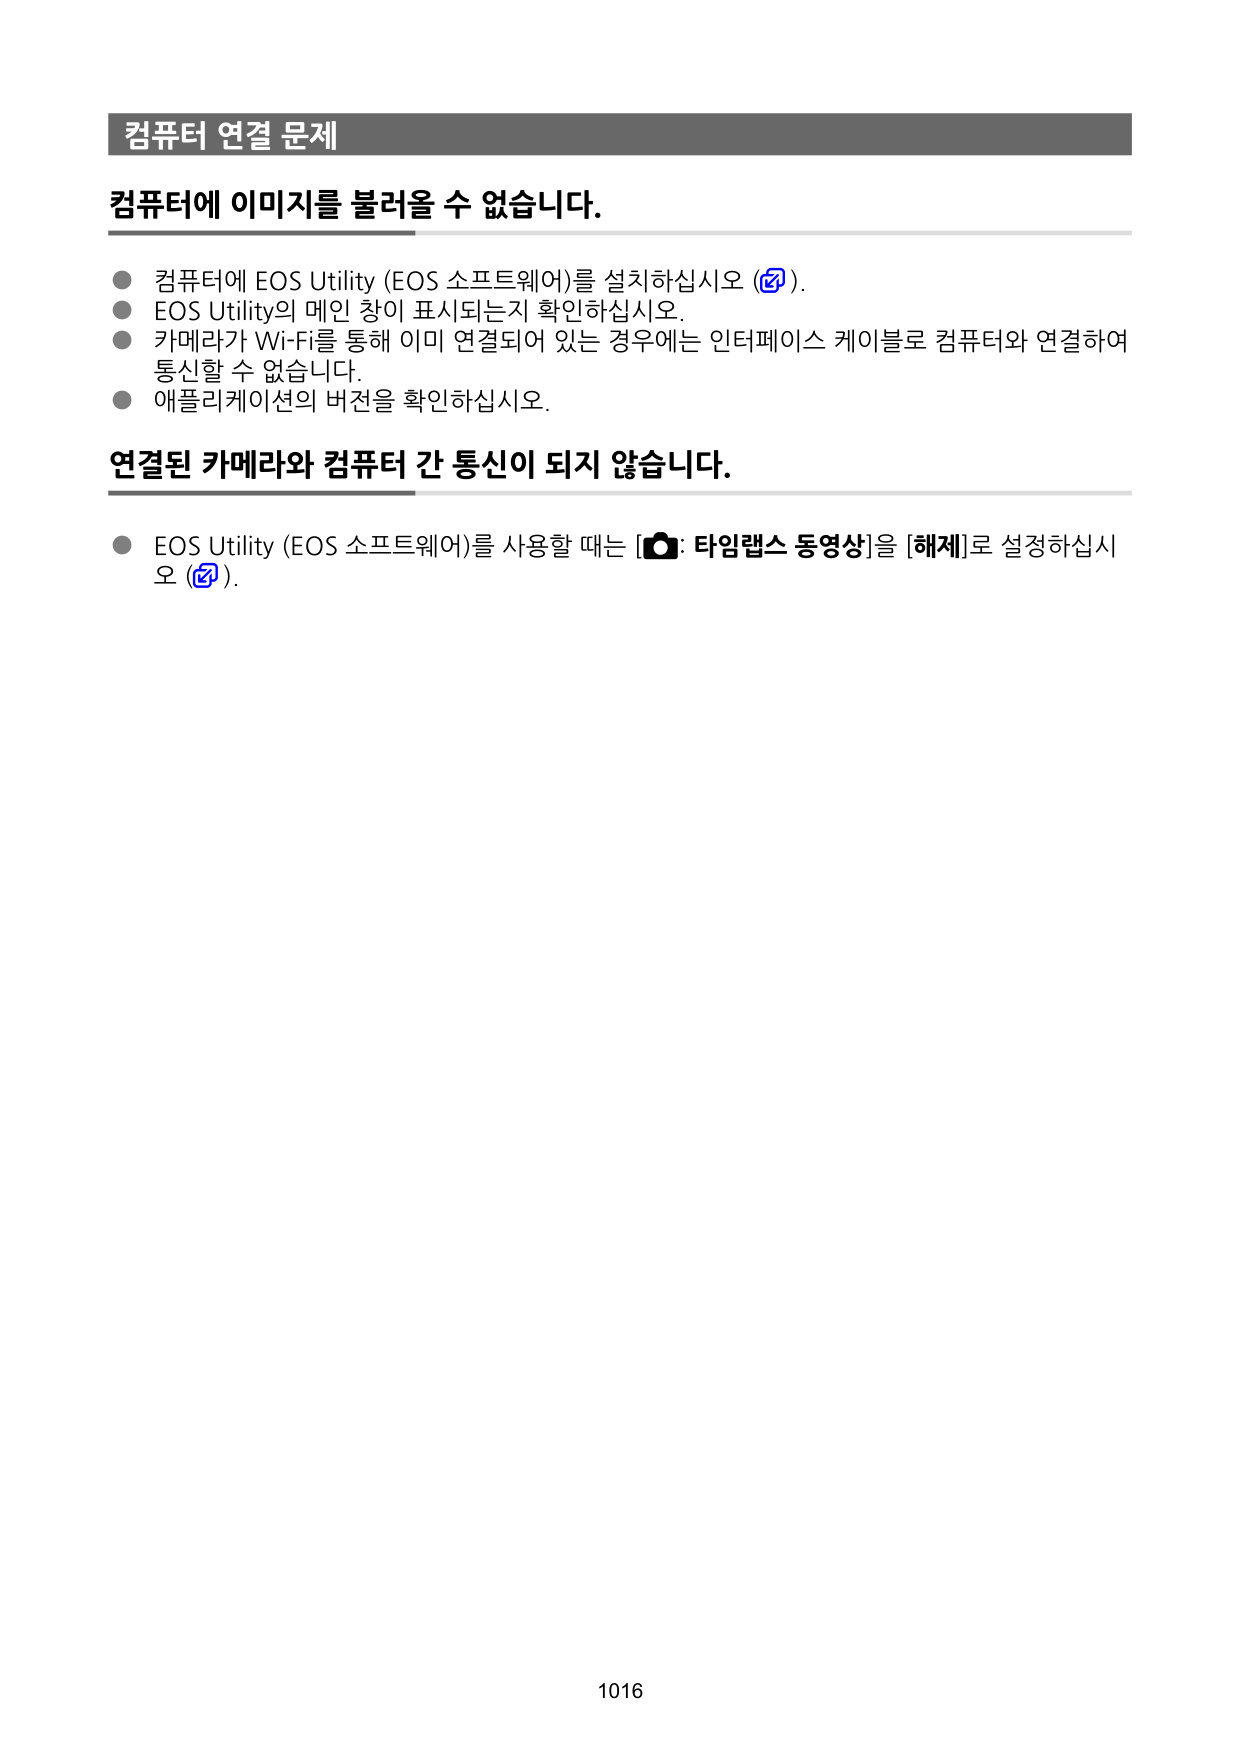 컴퓨터 연결 문제
컴퓨터에 이미지를 불러올 수 없습니다.
● 컴퓨터에 EOS Utility (EOS 소프트웨어)를 설치하십시오 ( ).
● EOS Utility의 메인 창이 표시되는지 확인하십시오.
● 카메라가 Wi-Fi를 통해 이미 연결되어 있는 경우에는 인터페이스 케이블로 컴퓨터와 연결하여
통신할 수 없습니다.
● 애플리케이션의 버전을 확인하십시오.
연결된 카메라와 컴퓨터 간 통신이 되지 않습니다.
● EOS Utility (EOS 소프트웨어)를 사용할 때는 [ : 타임랩스 동영상]을 [해제]로 설정하십시
오 ( ).
1016